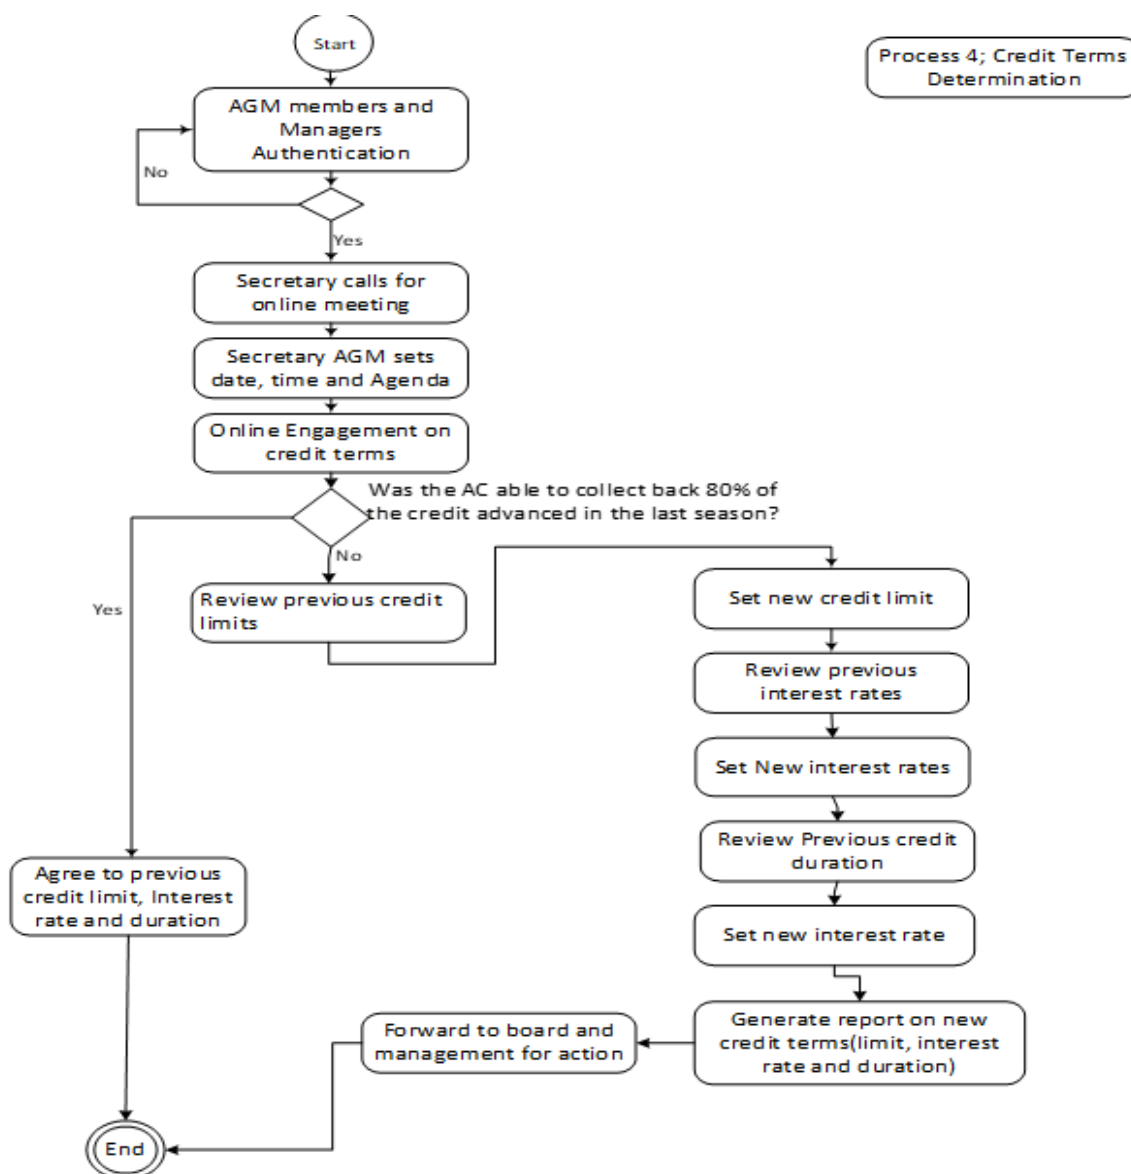 Start
Process 4; Credit Terms
Determination
AGM members and
Managers
Authentication
No
Yes
Secretary calls for
online meeting
Secretary AGM sets
date, time and Agenda
Online Engagement on
credit terms
Was the AC able to collect back 80% of
the credit advanced in the last season?
No
Yes
Review previous credit
limits
Set new credit limit
Review previous
interest rates
Set New interest rates
Review Previous credit
duration
Agree to previous
credit limit, Interest
rate and duration
Set new interest rate
Generate report on new
credit terms(limit, interest
rate and duration)
Forward to board and
management for action
End